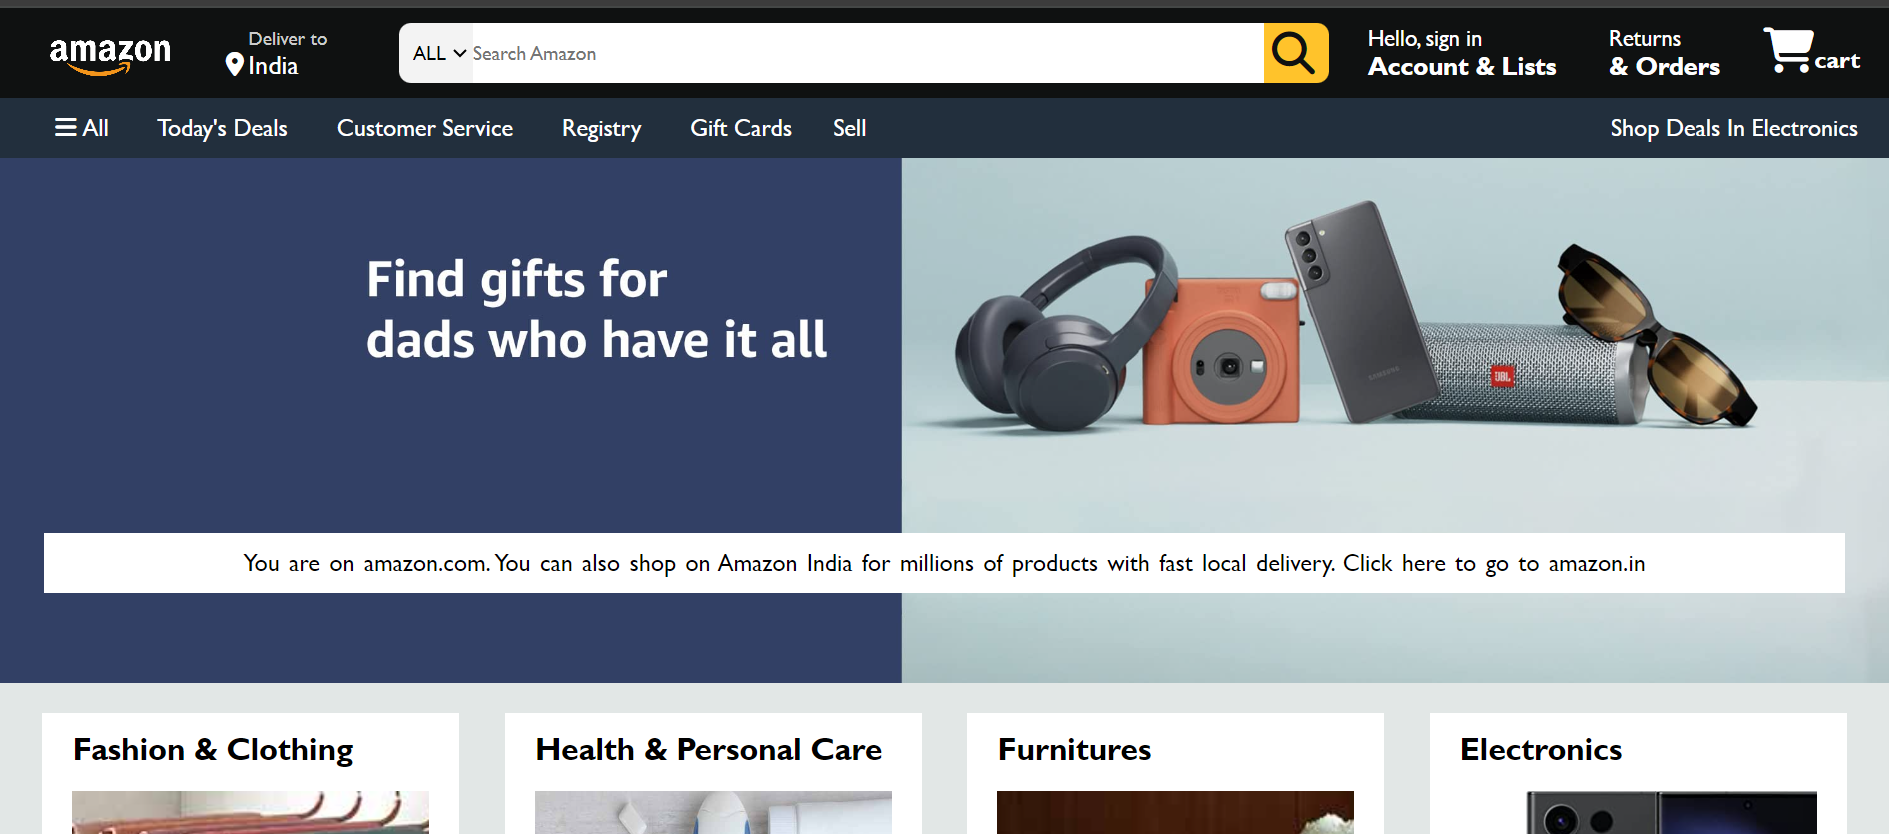 amazon
Deliver to
India
ALL
Search Amazon
Hello, sign in
Account & Lists
Returns
& Orders
cart
All
Today's Deals
Customer Service
Registry
Gift Cards
Sell
Shop Deals In Electronics
Find gifts for
dads who have it all
SAMSUNG
JBL
You are on amazon.com. You can also shop on Amazon India for millions of products with fast local delivery. Click here to go to amazon.in
Fashion & Clothing
Health & Personal Care
Furnitures
Electronics